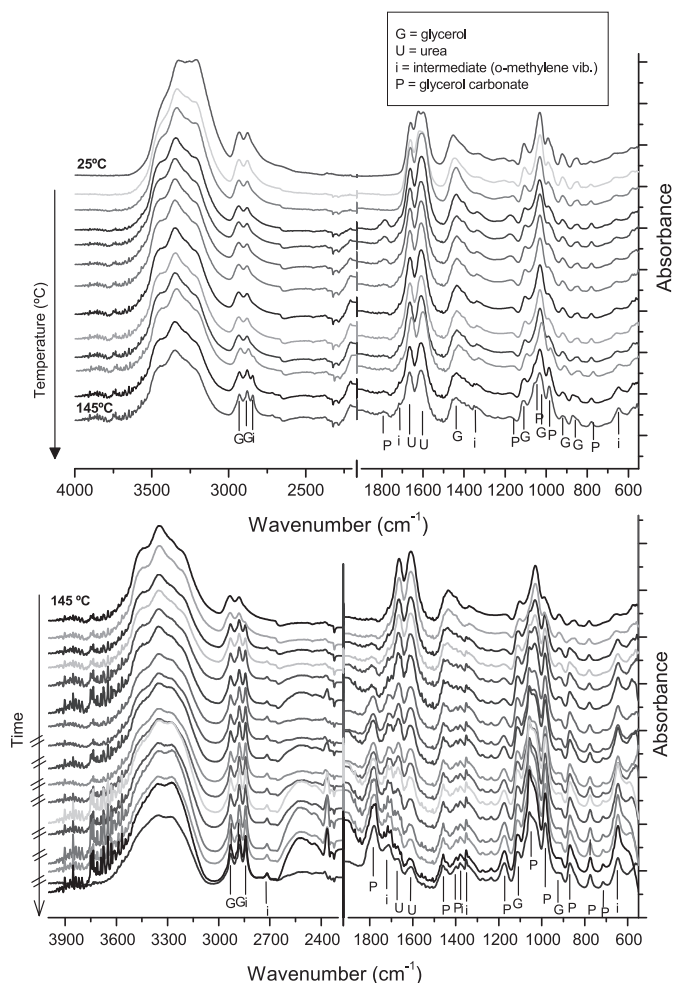 G = glycerol
U = urea
i = intermediate (o-methylene vib.)
P = glycerol carbonate
25ºC
Temperature (ºC)
145ºC
Absorbance
G G i P i U U G i P G P G P G G P i
4000 3500 3000 2500 1800 1600 1400 1200 1000 800 600
Wavenumber (cm⁻¹)
145 ºC
Time
Absorbance
G G i i P i U U P P i i P G P P G P P P i
3900 3600 3300 3000 2700 2400 1800 1600 1400 1200 1000 800 600
Wavenumber (cm⁻¹)